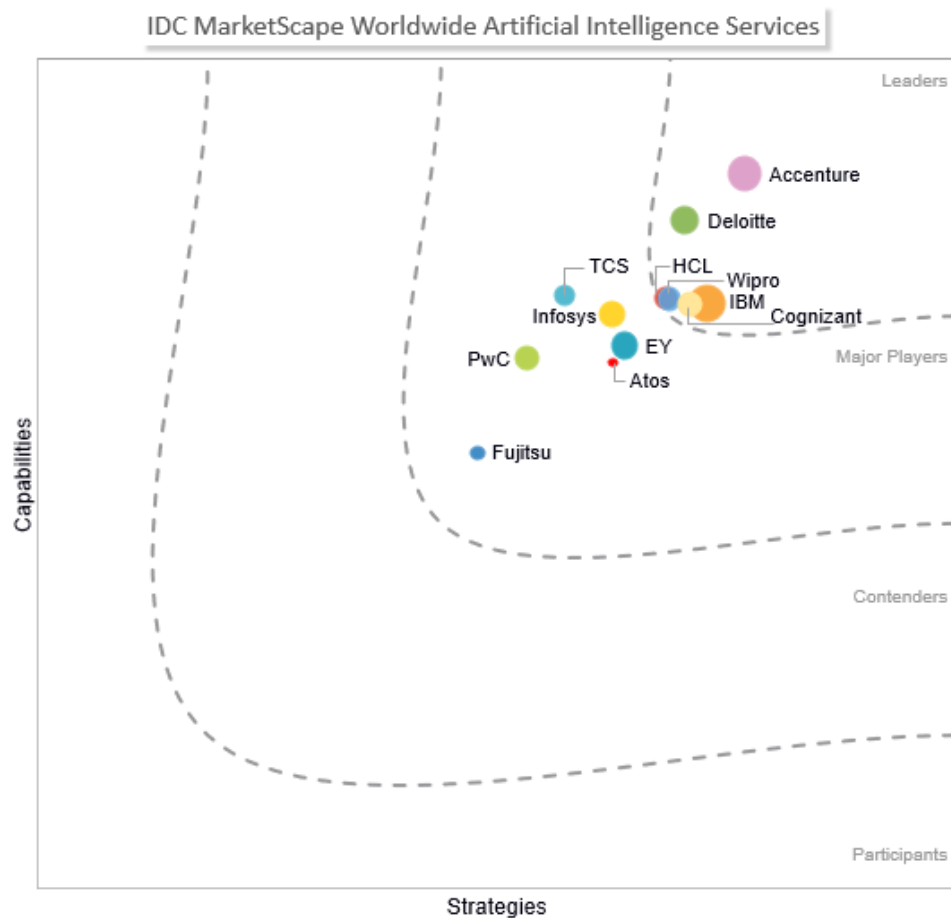 IDC MarketScape Worldwide Artificial Intelligence Services
Leaders
Accenture
Deloitte
TCS
HCL
Wipro
IBM
Infosys
Cognizant
EY
Major Players
PwC
Atos
Fujitsu
Capabilities
Contenders
Participants
Strategies